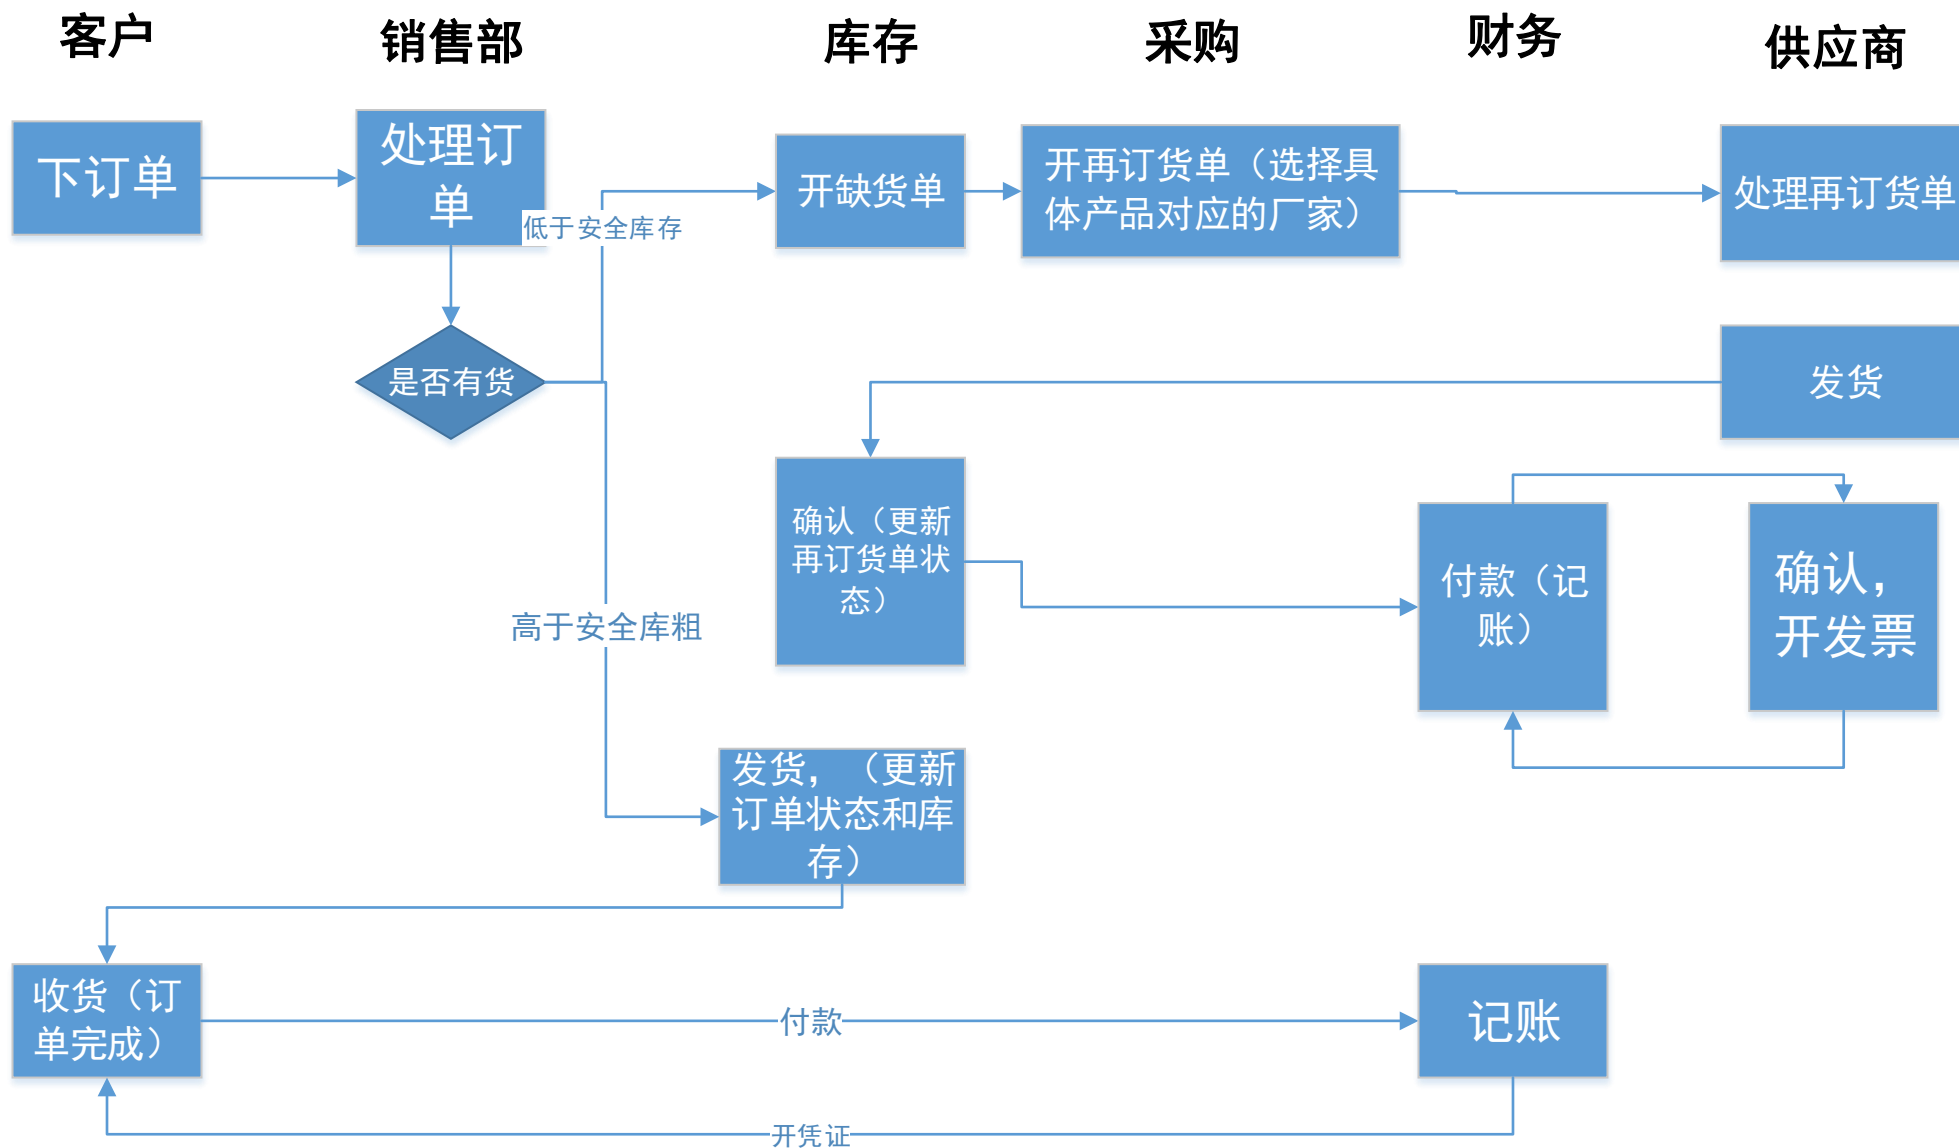 客户
销售部
库存
采购
财务
供应商
下订单
处理订
单
开缺货单
开再订货单（选择具
体产品对应的厂家）
处理再订货单
低于安全库存
是否有货
发货
确认（更新
再订货单状
态）
付款（记
账）
确认，
开发票
高于安全库粗
发货，（更新
订单状态和库
存）
收货（订
单完成）
付款
记账
开凭证